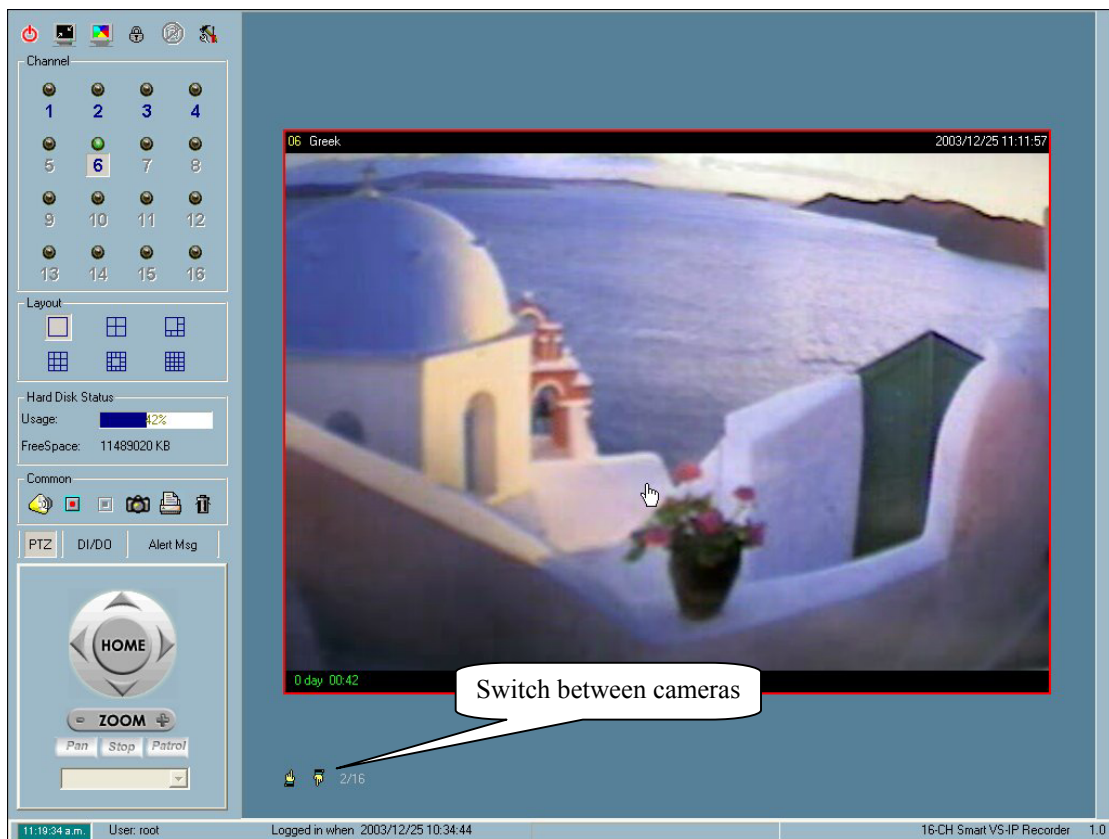 Channel
1 2 3 4
5 6 7 8
9 10 11 12
13 14 15 16
Layout
Hard Disk Status
Usage: 42%
FreeSpace: 11489020 KB
Common
PTZ DI/DO Alert Msg
HOME
ZOOM
Pan Stop Patrol
06 Greek 2003/12/25 11:11:57
0 day 00:42
Switch between cameras
2/16
11:19:34 a.m. User: root Logged in when 2003/12/25 10:34:44 16-CH Smart VS-IP Recorder 1.0